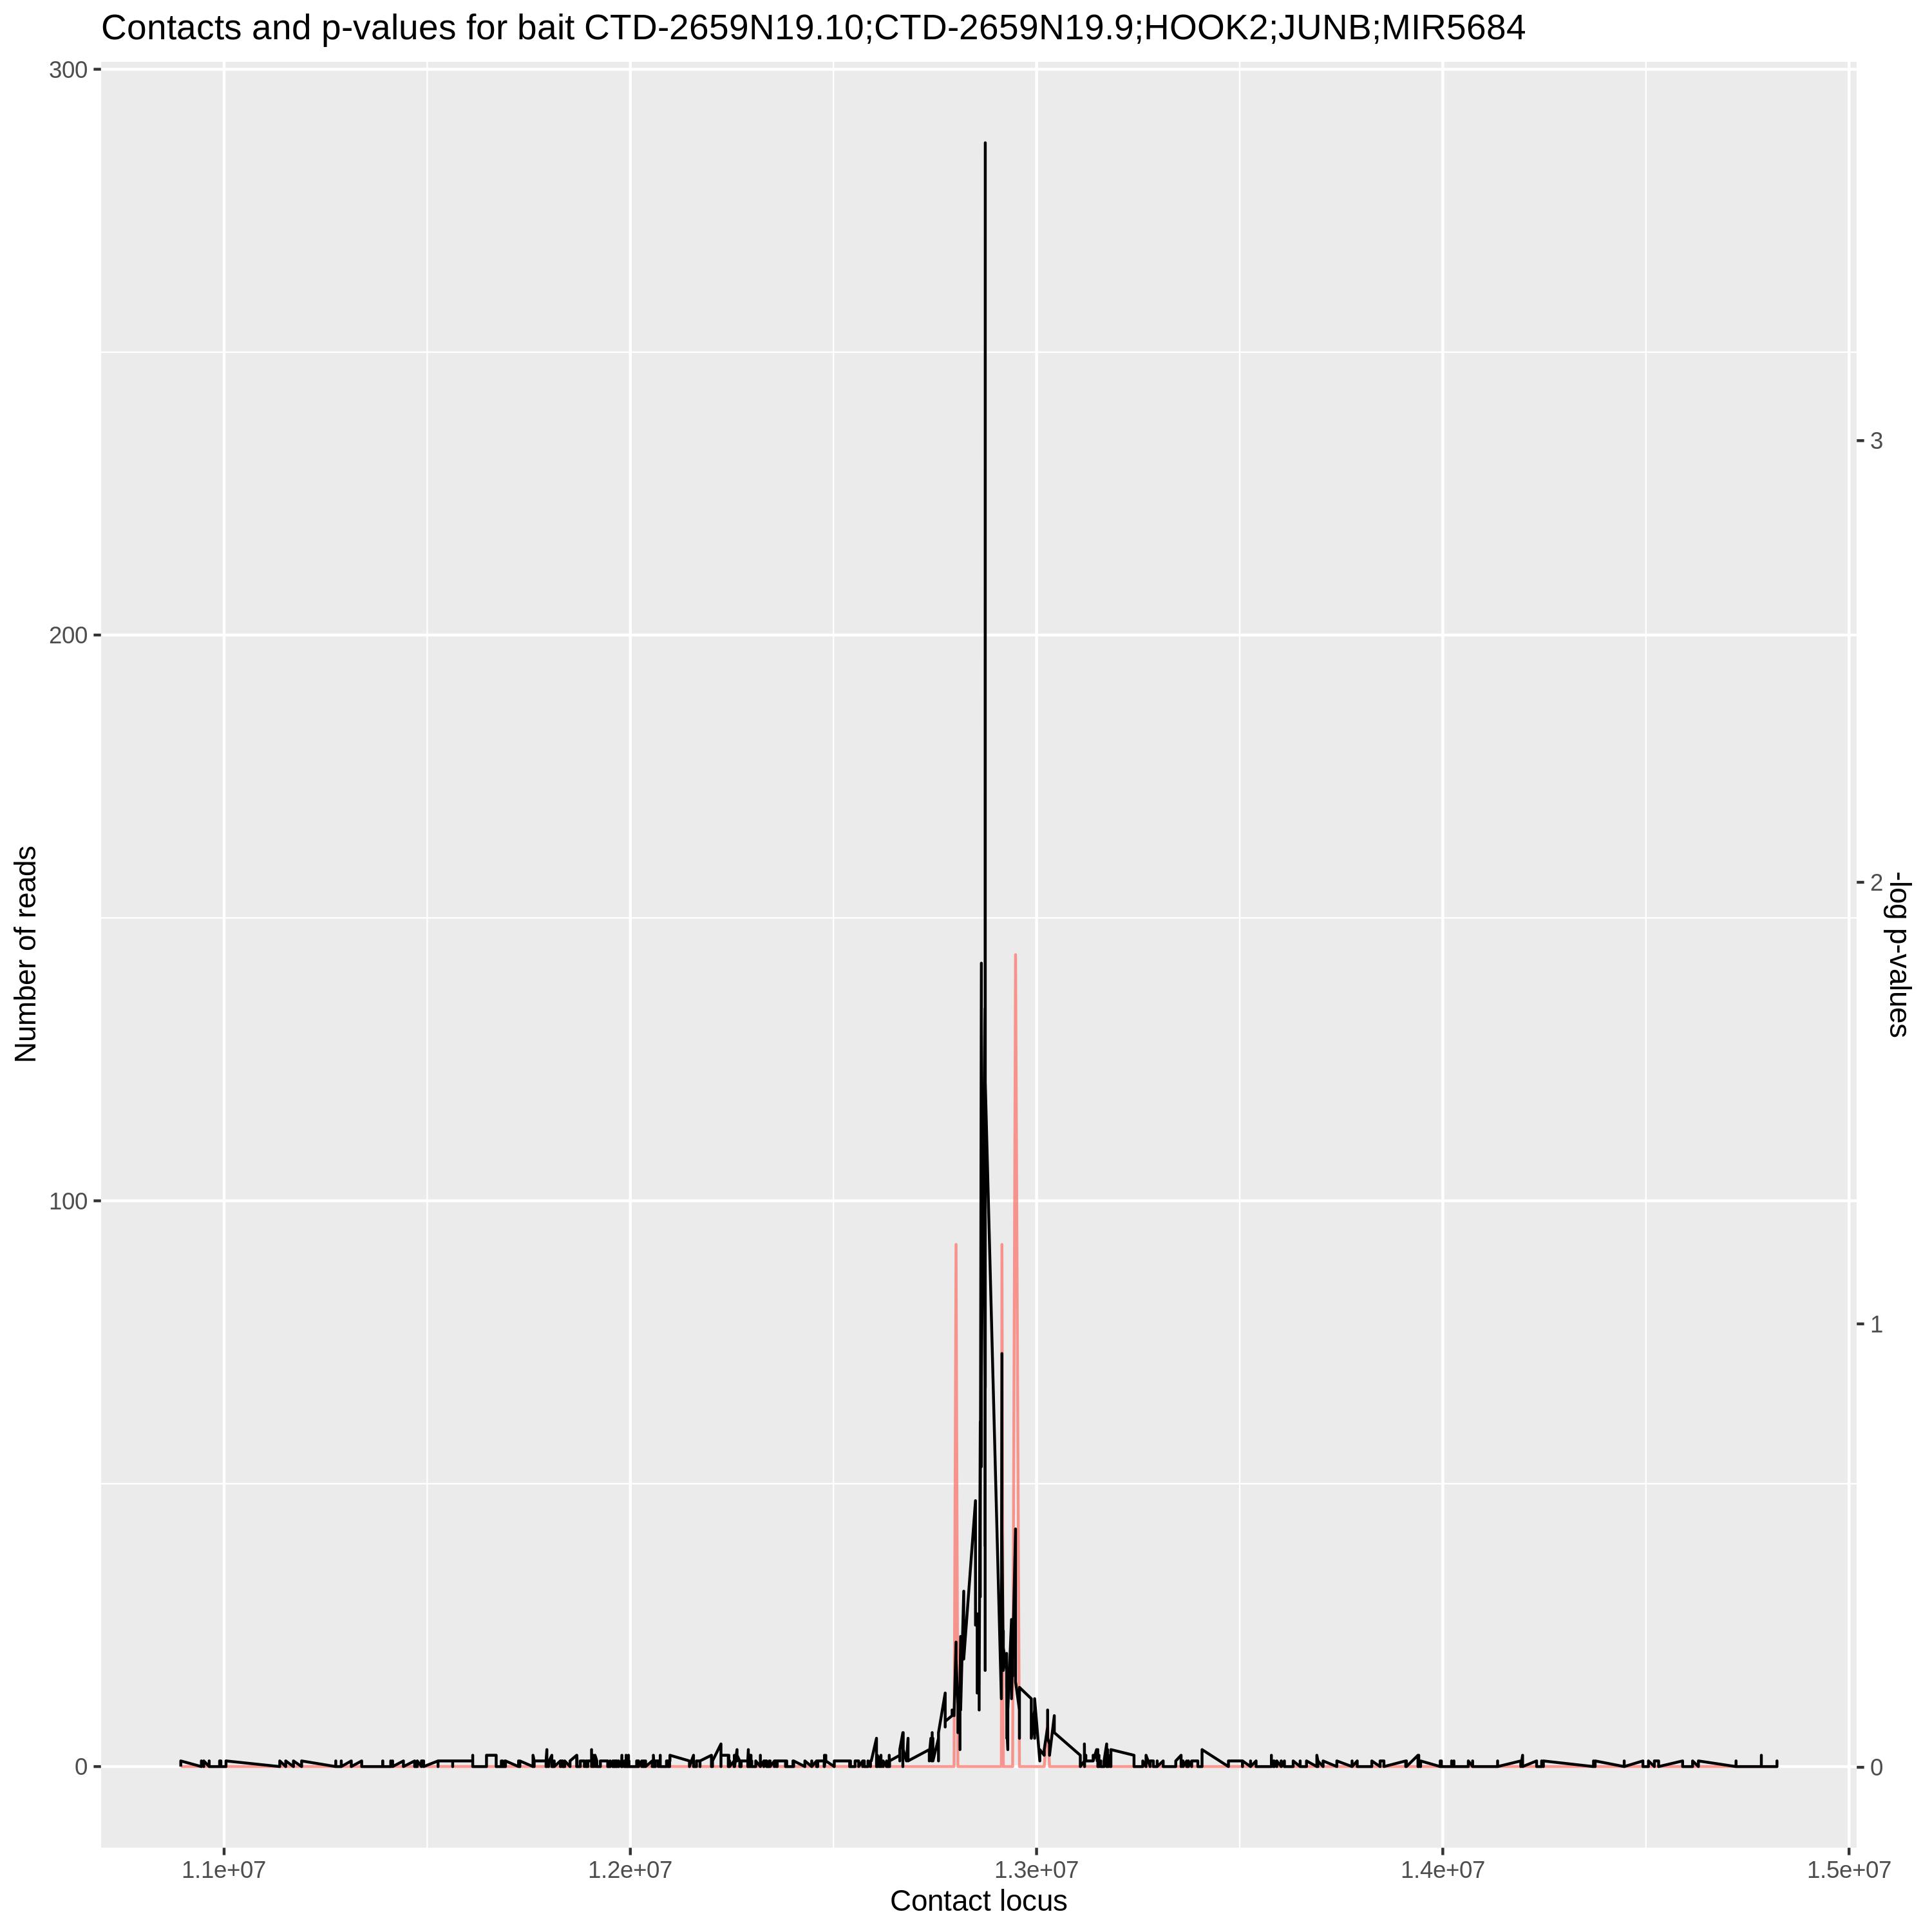 Contacts and p-values for bait CTD-2659N19.10;CTD-2659N19.9;HOOK2;JUNB;MIR5684
300
200
100
0
Number of reads
3
2
1
0
-log p-values
1.1e+07 1.2e+07 1.3e+07 1.4e+07 1.5e+07
Contact locus